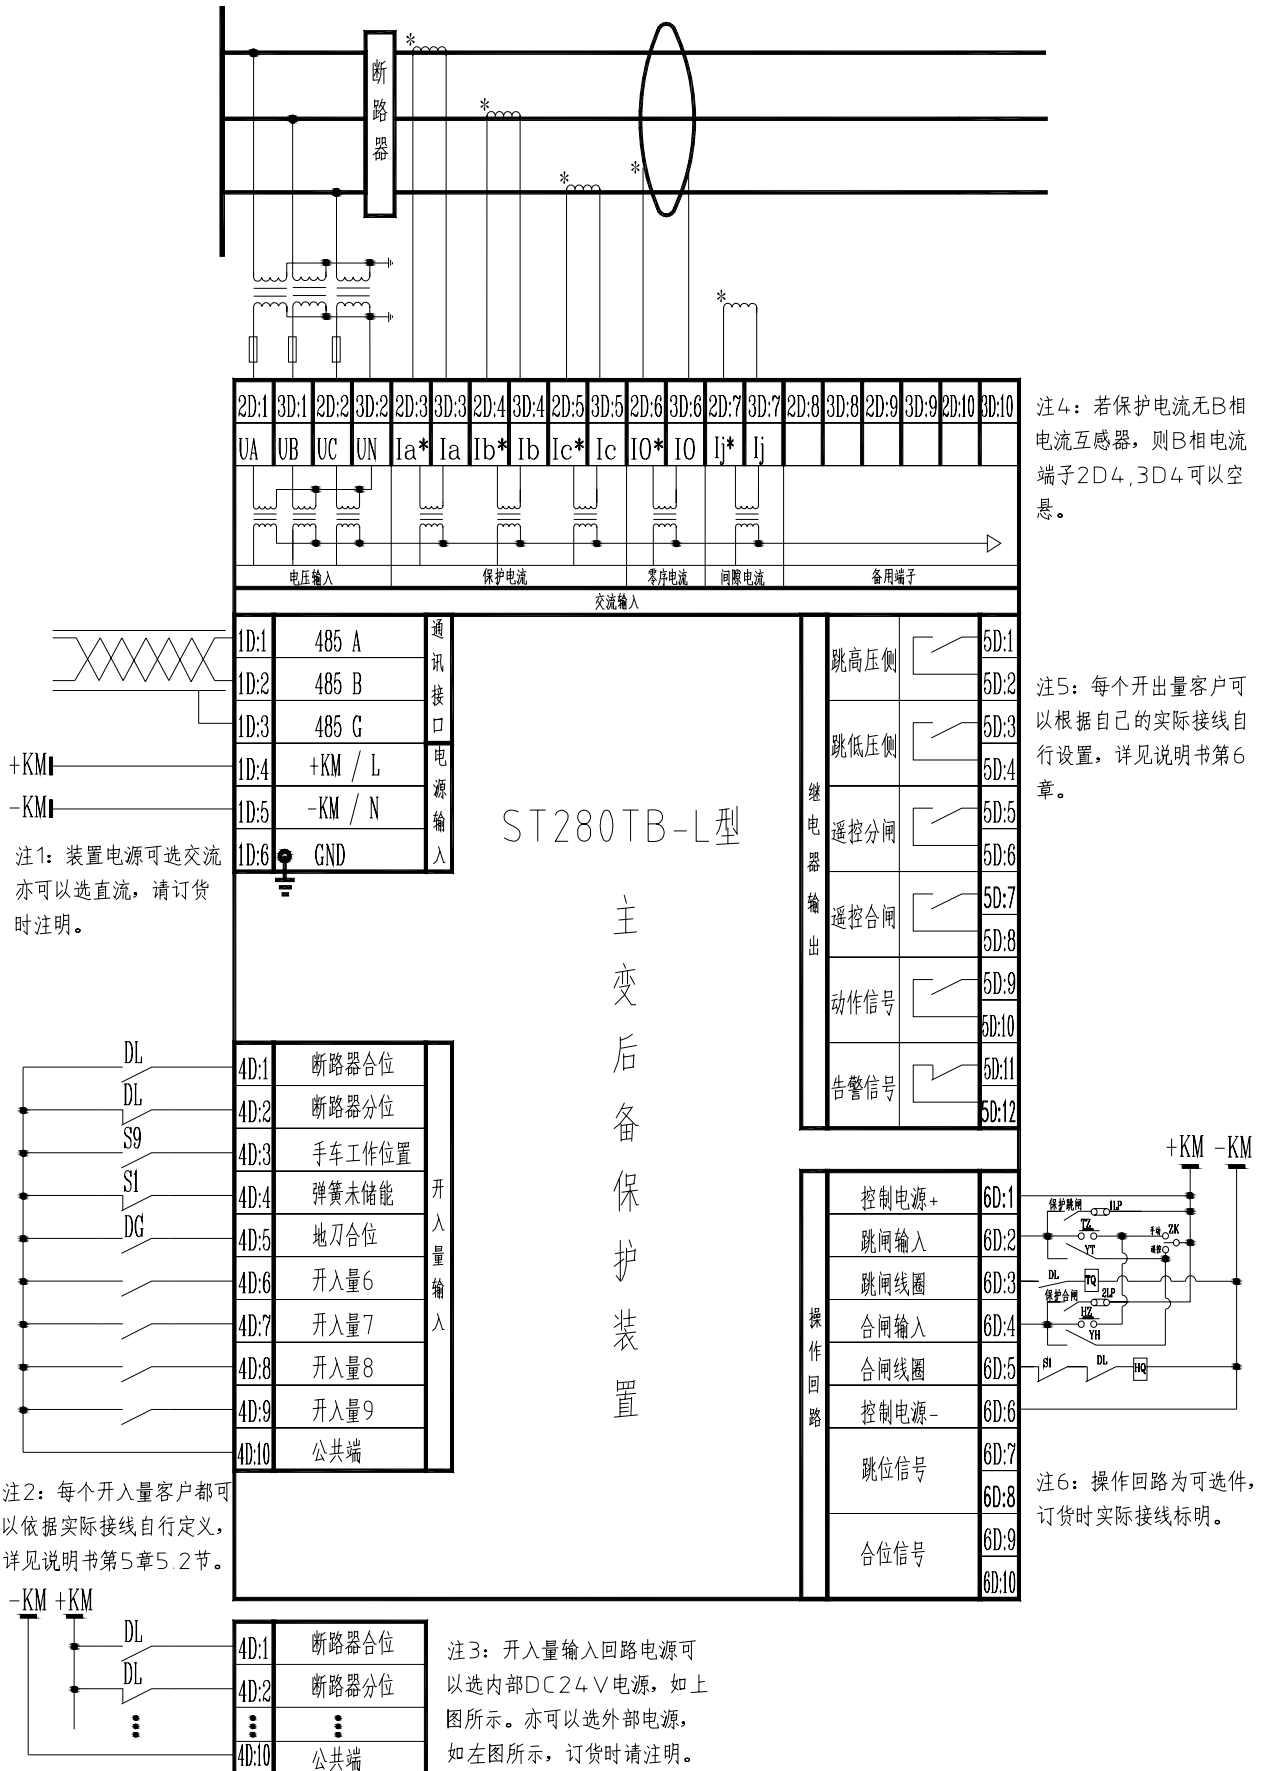 断路器
*
*
*
*
*
2D:1 3D:1 2D:2 3D:2 2D:3 3D:3 2D:4 3D:4 2D:5 3D:5 2D:6 3D:6 2D:7 3D:7 2D:8 3D:8 2D:9 3D:9 2D:10 3D:10
UA UB UC UN Ia* Ia Ib* Ib Ic* Ic IO* IO Ij* Ij
电压输入 保护电流 零序电流 间隙电流 备用端子
交流输入
注4：若保护电流无B相
电流互感器，则B相电流
端子2D4,3D4可以空
悬。
1D:1 485 A
1D:2 485 B
1D:3 485 G
通讯接口
+KM 1D:4 +KM / L
-KM 1D:5 -KM / N
1D:6 GND
电源输入
注1：装置电源可选交流
亦可以选直流，请订货
时注明。
ST280TB-L型
主变后备保护装置
继电器输出
跳高压侧 5D:1
5D:2
跳低压侧 5D:3
5D:4
遥控分闸 5D:5
5D:6
遥控合闸 5D:7
5D:8
动作信号 5D:9
5D:10
告警信号 5D:11
5D:12
注5：每个开出量客户可
以根据自己的实际接线自
行设置，详见说明书第6
章。
DL 4D:1 断路器合位
DL 4D:2 断路器分位
S9 4D:3 手车工作位置
S1 4D:4 弹簧未储能
DG 4D:5 地刀合位
4D:6 开入量6
4D:7 开入量7
4D:8 开入量8
4D:9 开入量9
4D:10 公共端
开入量输入
操作回路
控制电源+ 6D:1
跳闸输入 6D:2
跳闸线圈 6D:3
合闸输入 6D:4
合闸线圈 6D:5
控制电源- 6D:6
跳位信号 6D:7
6D:8
合位信号 6D:9
6D:10
+KM -KM
保护跳闸 1LP
TZ 手动 ZK
YT 遥控
DL TQ
保护合闸 2LP
HZ
YH
S1 DL HQ
注6：操作回路为可选件，
订货时实际接线标明。
注2：每个开入量客户都可
以依据实际接线自行定义，
详见说明书第5章5.2节。
-KM +KM
DL 4D:1 断路器合位
DL 4D:2 断路器分位
4D:10 公共端
注3：开入量输入回路电源可
以选内部DC24V电源，如上
图所示。亦可以选外部电源，
如左图所示，订货时请注明。